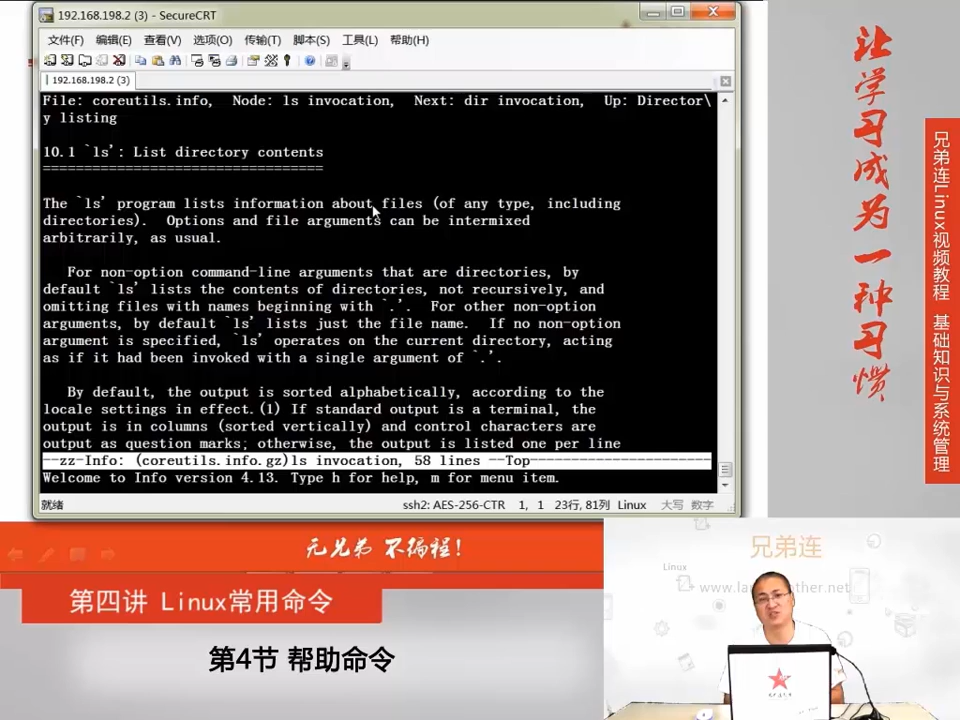 192.168.198.2 (3) - SecureCRT
文件(F) 编辑(E) 查看(V) 选项(O) 传输(T) 脚本(S) 工具(L) 帮助(H)
192.168.198.2 (3)
File: coreutils.info, Node: ls invocation, Next: dir invocation, Up: Director\
y listing
10.1 `ls': List directory contents
==================================
The `ls' program lists information about files (of any type, including
directories). Options and file arguments can be intermixed
arbitrarily, as usual.
For non-option command-line arguments that are directories, by
default `ls' lists the contents of directories, not recursively, and
omitting files with names beginning with `.'. For other non-option
arguments, by default `ls' lists just the file name. If no non-option
argument is specified, `ls' operates on the current directory, acting
as if it had been invoked with a single argument of `.'.
By default, the output is sorted alphabetically, according to the
locale settings in effect.(1) If standard output is a terminal, the
output is in columns (sorted vertically) and control characters are
output as question marks; otherwise, the output is listed one per line
--zz-Info: (coreutils.info.gz)ls invocation, 58 lines --Top-----------------------
Welcome to Info version 4.13. Type h for help, m for menu item.
就绪 ssh2: AES-256-CTR 1, 1 23行, 81列 Linux 大写 数字
让学习成为一种习惯
兄弟连Linux视频教程 基础知识与系统管理
无兄弟 不编程!
第四讲 Linux常用命令
第4节 帮助命令
兄弟连
Linux